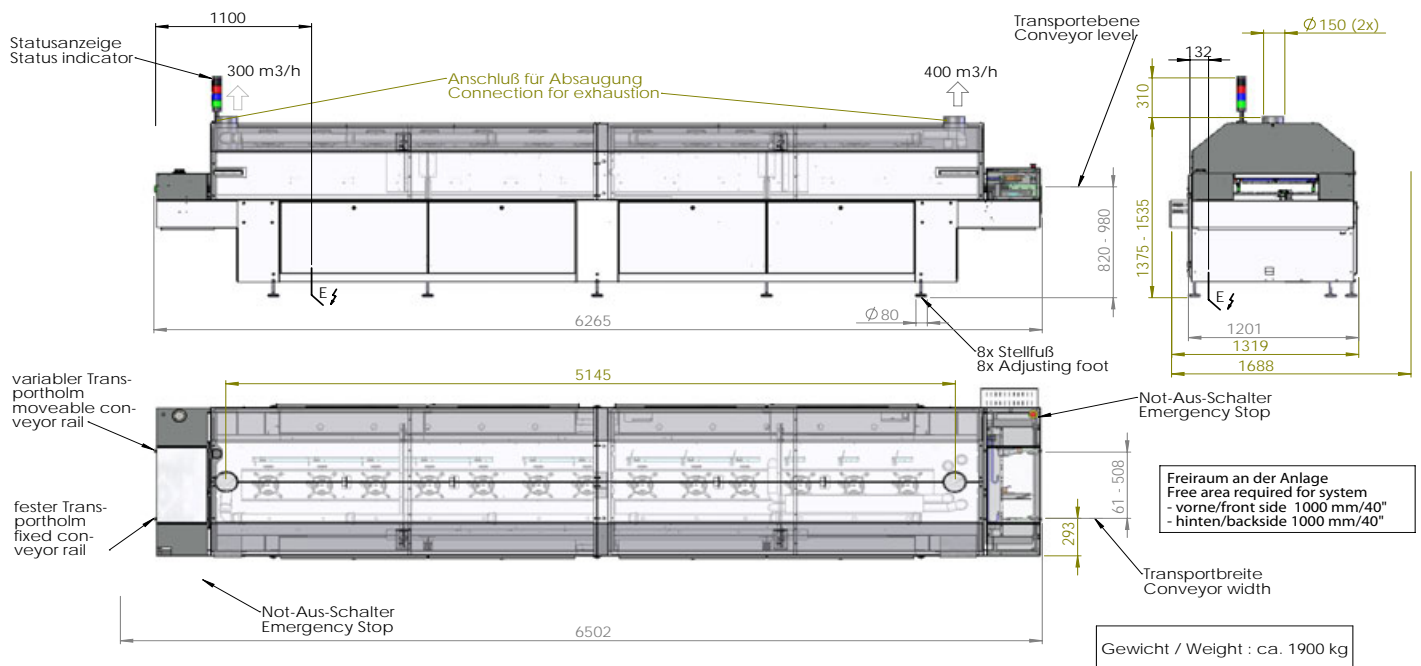 1100
Statusanzeige
Status indicator
300 m3/h
Anschluß für Absaugung
Connection for exhaustion
400 m3/h
Transportebene
Conveyor level
820 - 980
E
6265
Ø80
8x Stellfuß
8x Adjusting foot
Ø150 (2x)
132
310
1375 - 1535
E
1201
1319
1688
variabler Trans-
portholm
moveable con-
veyor rail
fester Trans-
portholm
fixed con-
veyor rail
5145
Not-Aus-Schalter
Emergency Stop
61 - 508
293
Transportbreite
Conveyor width
Not-Aus-Schalter
Emergency Stop
6502
Freiraum an der Anlage
Free area required for system
- vorne/front side 1000 mm/40"
- hinten/backside 1000 mm/40"
Gewicht / Weight : ca. 1900 kg